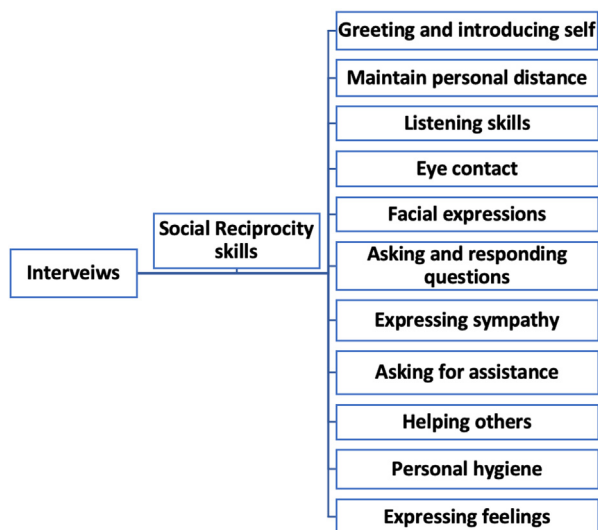 Greeting and introducing self
Maintain personal distance
Listening skills
Eye contact
Facial expressions
Social Reciprocity
skills
Interveiws
Asking and responding
questions
Expressing sympathy
Asking for assistance
Helping others
Personal hygiene
Expressing feelings